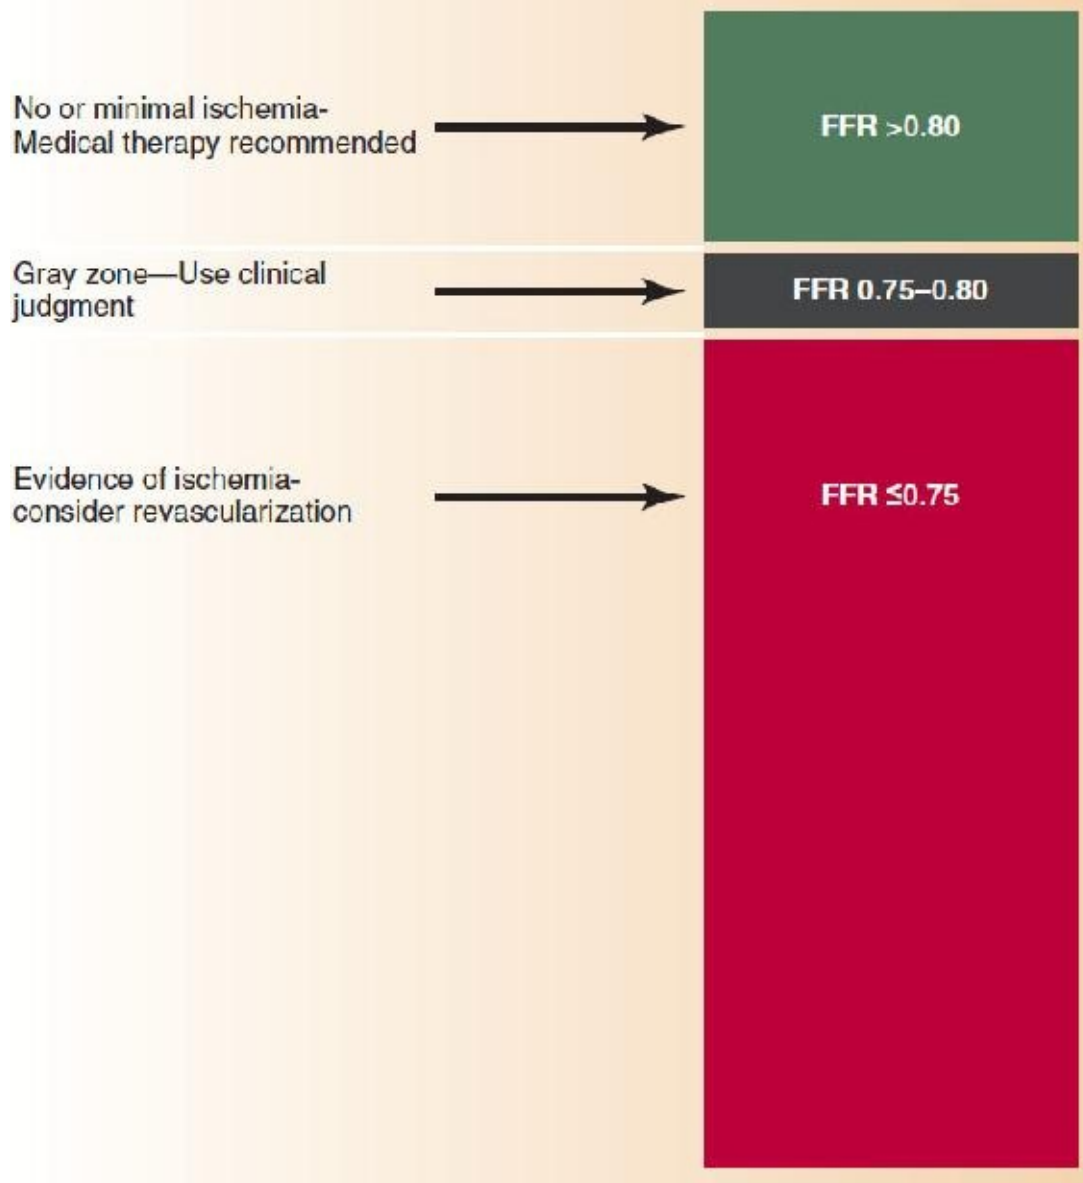 No or minimal ischemia-
Medical therapy recommended
FFR >0.80
Gray zone—Use clinical
judgment
FFR 0.75–0.80
Evidence of ischemia-
consider revascularization
FFR ≤0.75